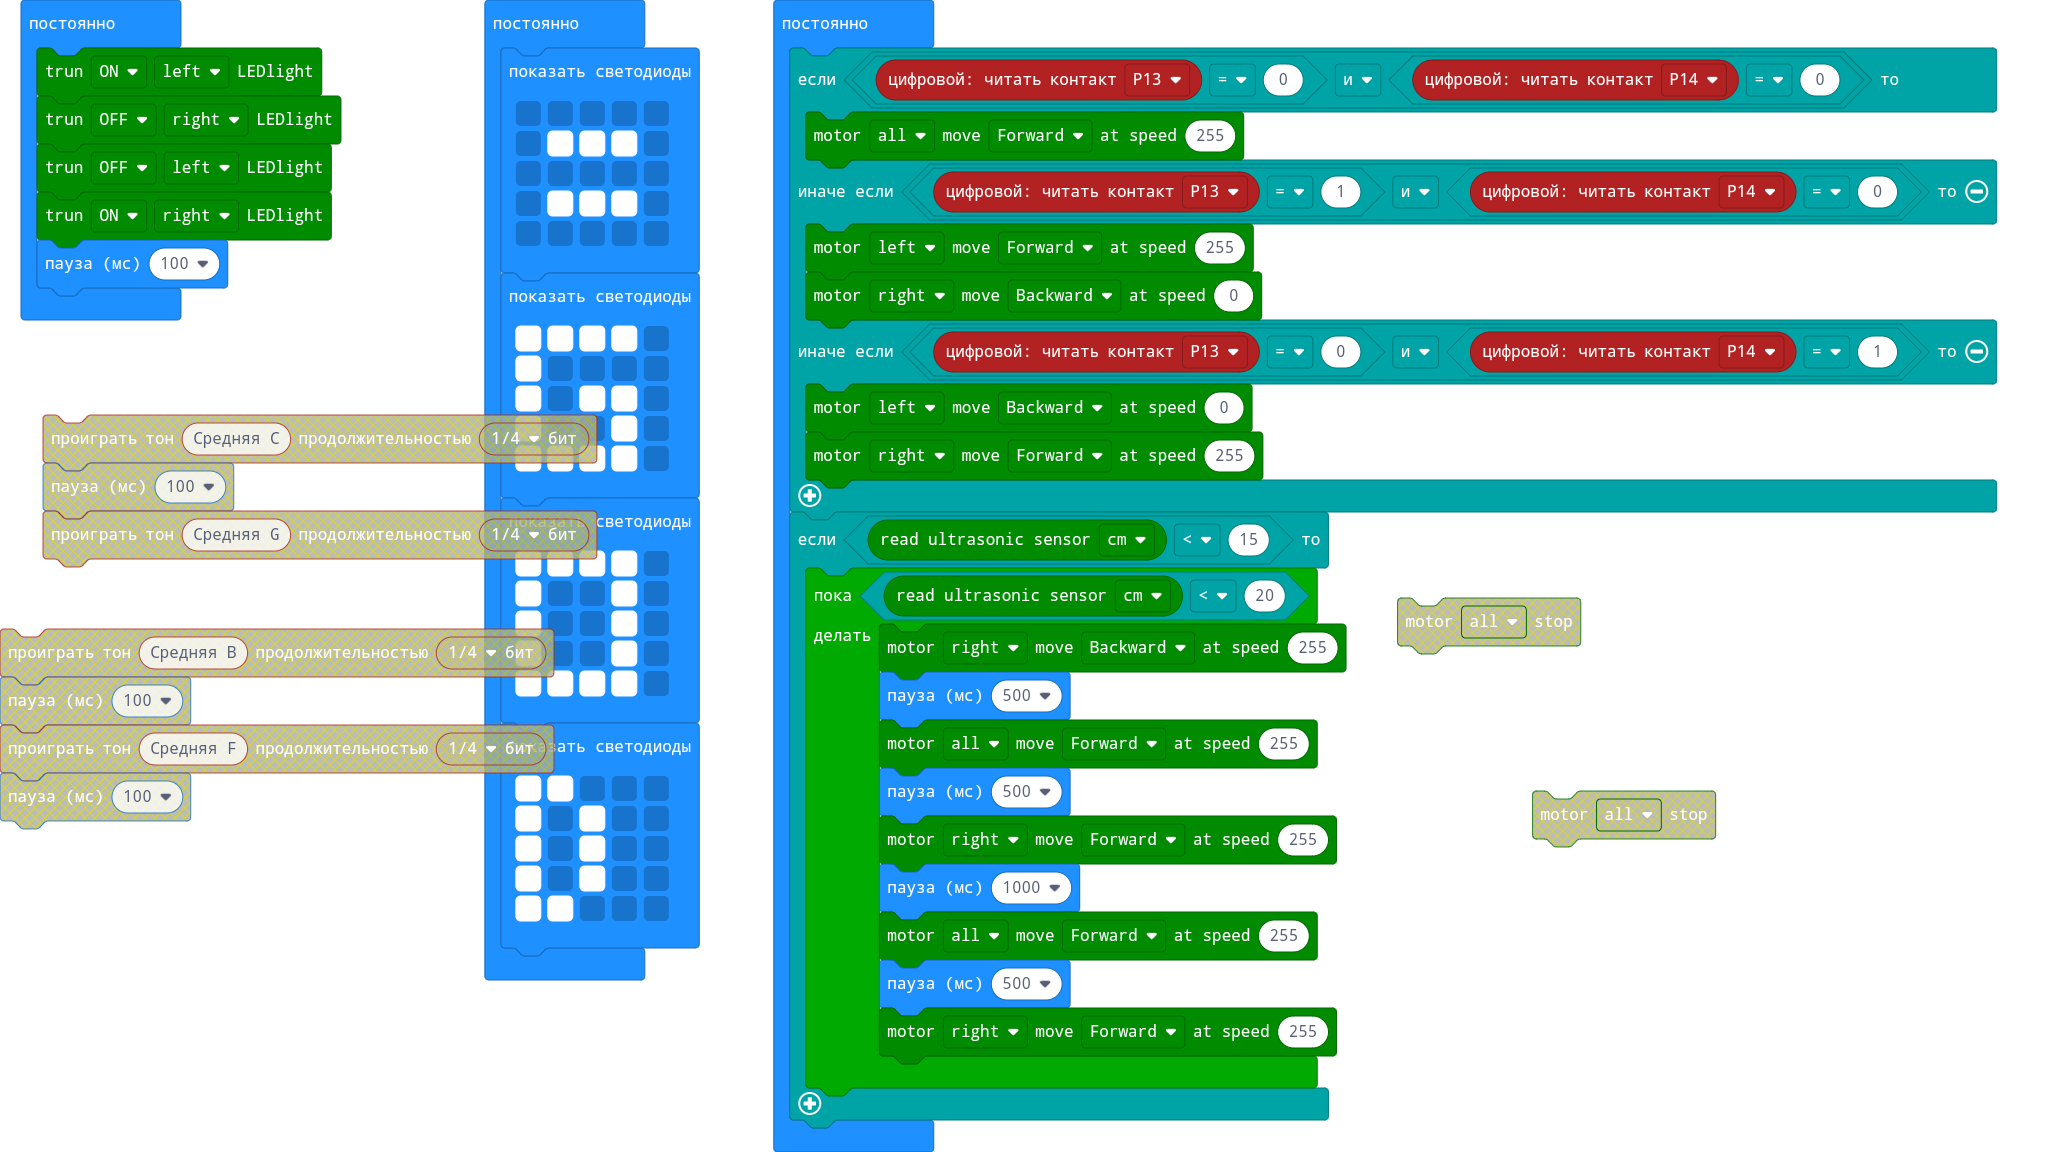 постоянно
trun ON left LEDlight
trun OFF right LEDlight
trun OFF left LEDlight
trun ON right LEDlight
пауза (мс) 100
проиграть тон Средняя C продолжительностью 1/4 бит
пауза (мс) 100
проиграть тон Средняя G продолжительностью 1/4 бит
проиграть тон Средняя B продолжительностью 1/4 бит
пауза (мс) 100
проиграть тон Средняя F продолжительностью 1/4 бит
пауза (мс) 100
постоянно
показать светодиоды
показать светодиоды
показать светодиоды
показать светодиоды
постоянно
если цифровой: читать контакт P13 = 0 и цифровой: читать контакт P14 = 0 то
motor all move Forward at speed 255
иначе если цифровой: читать контакт P13 = 1 и цифровой: читать контакт P14 = 0 то
motor left move Forward at speed 255
motor right move Backward at speed 0
иначе если цифровой: читать контакт P13 = 0 и цифровой: читать контакт P14 = 1 то
motor left move Backward at speed 0
motor right move Forward at speed 255
если read ultrasonic sensor cm < 15 то
пока read ultrasonic sensor cm < 20
делать
motor right move Backward at speed 255
пауза (мс) 500
motor all move Forward at speed 255
пауза (мс) 500
motor right move Forward at speed 255
пауза (мс) 1000
motor all move Forward at speed 255
пауза (мс) 500
motor right move Forward at speed 255
motor all stop
motor all stop